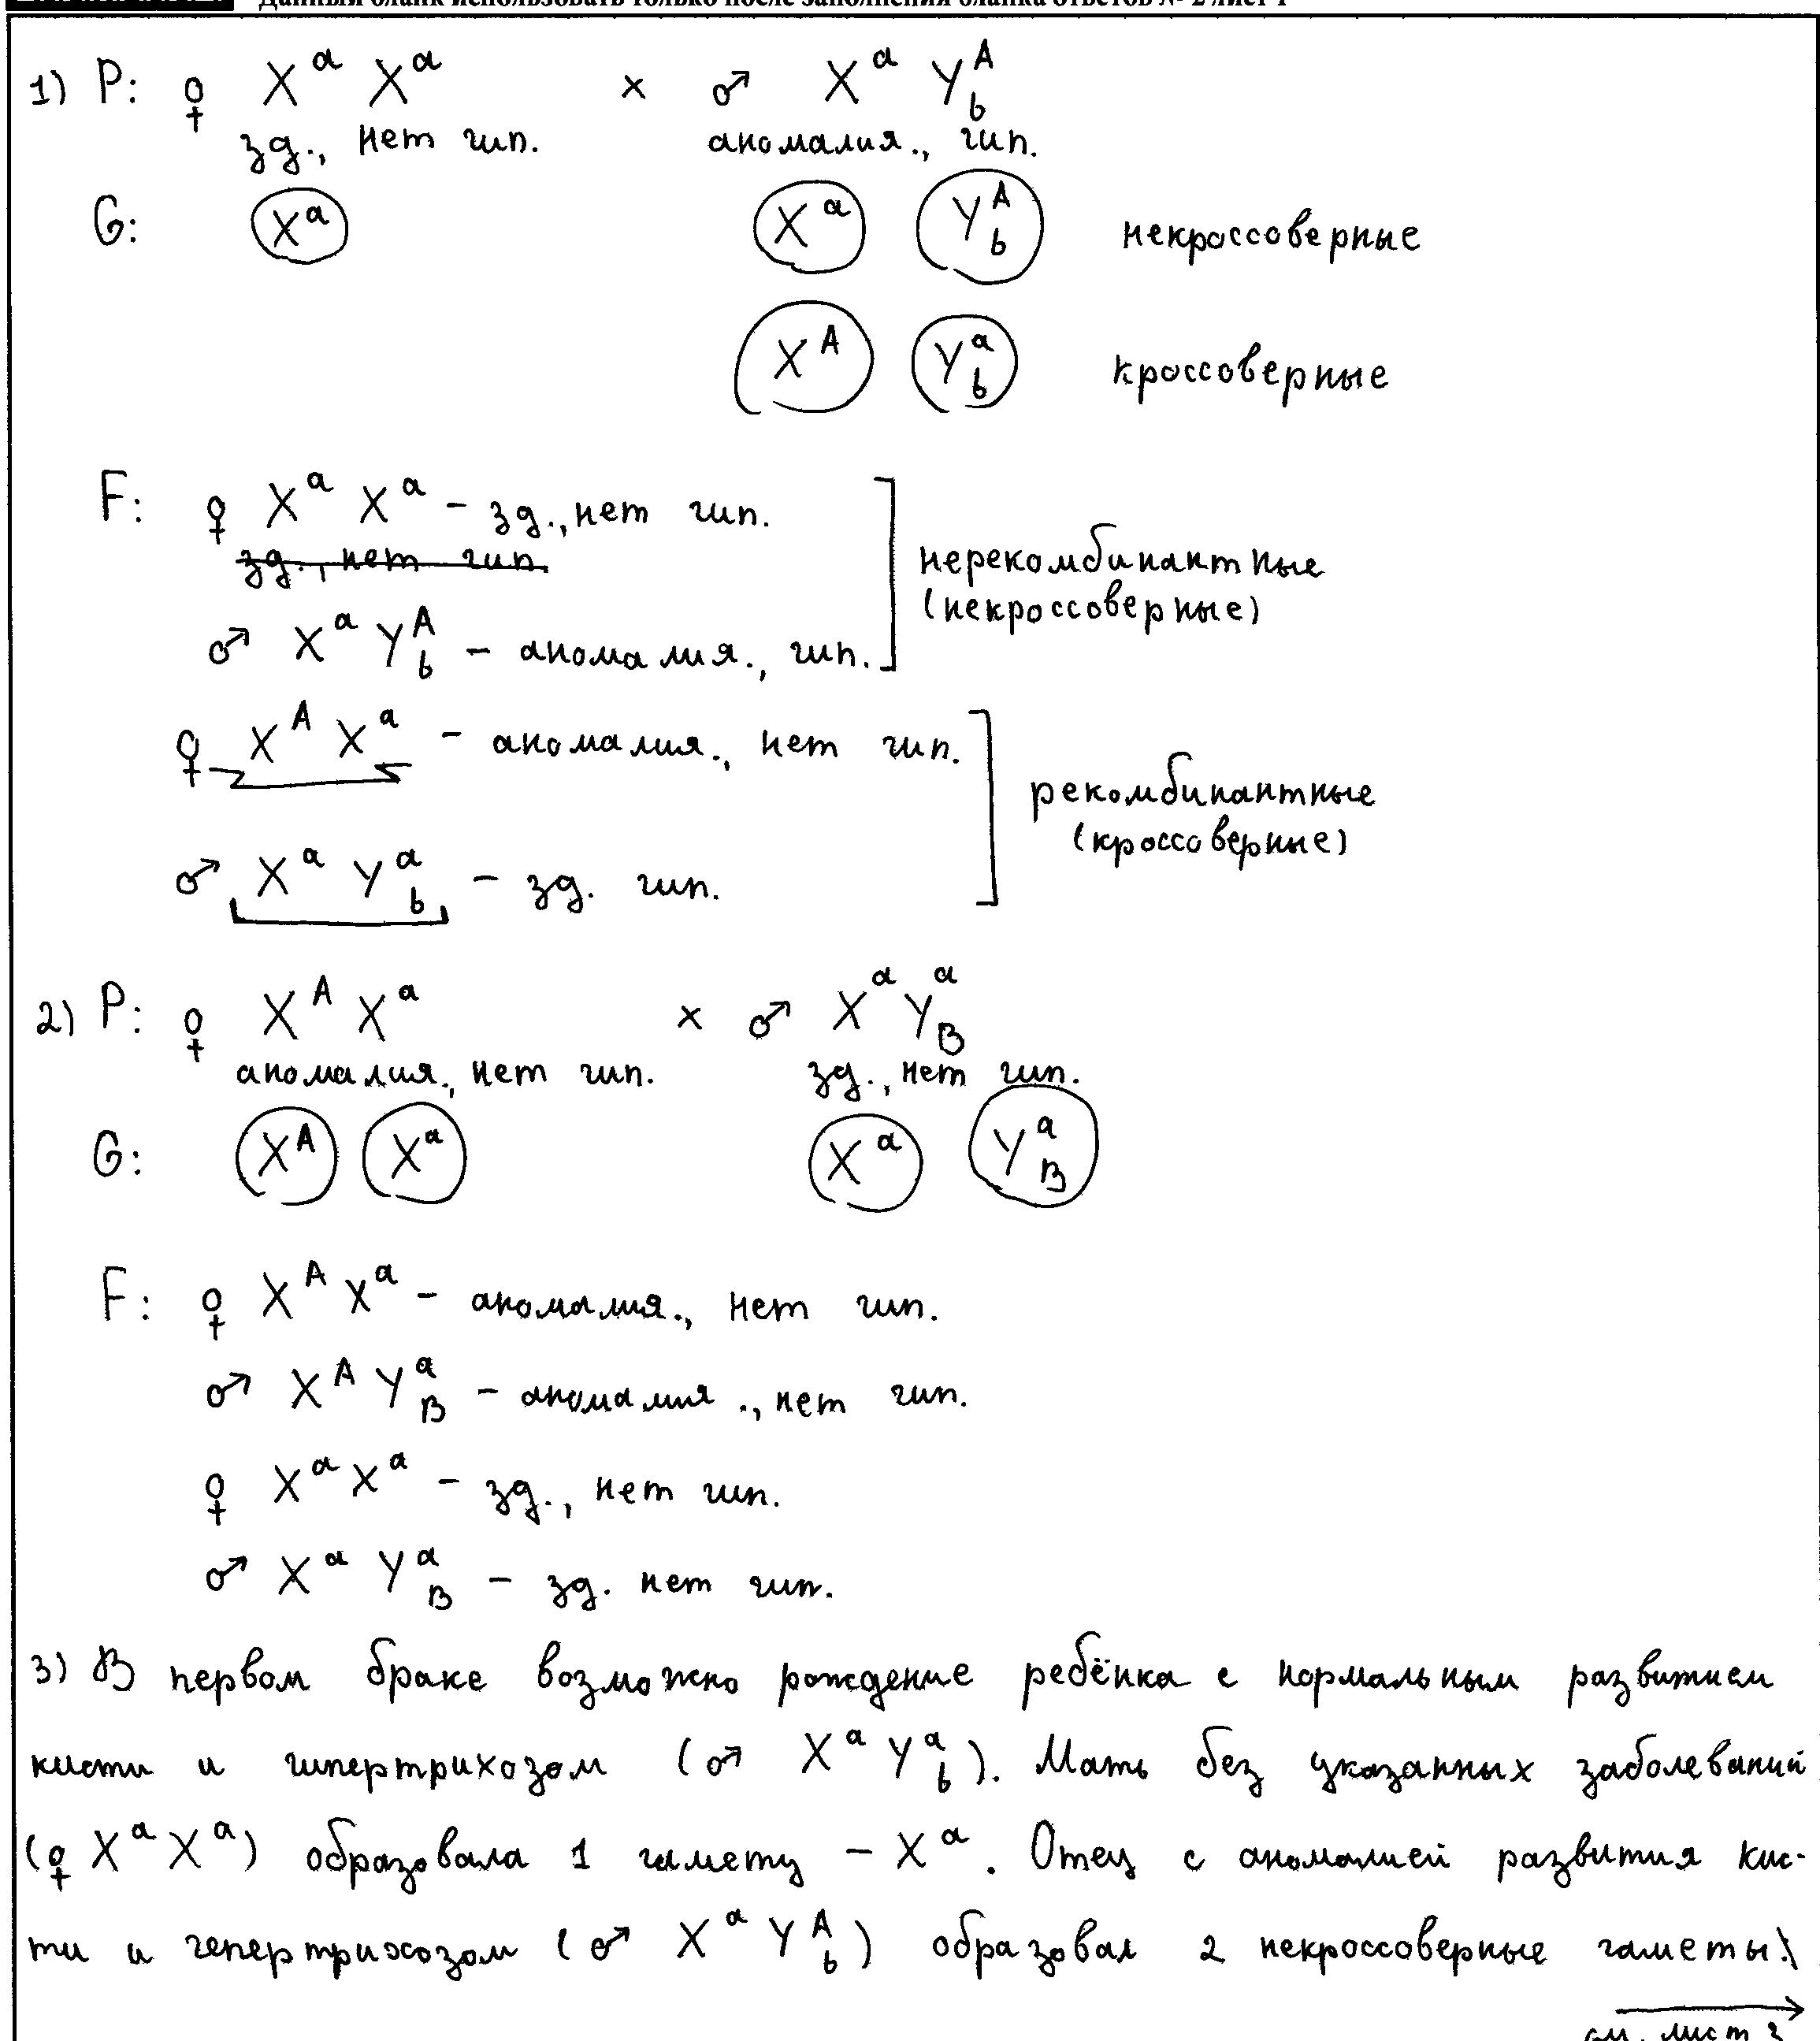 Данный бланк использовать только после заполнения бланка ответов № 2 лист 1
1) P: ♀ X^a X^a × ♂ X^a Y^A_b
зд., нет гип. аномалия., гип.
G: X^a X^a Y^A_b некроссоверные
X^A Y^a_b кроссоверные
F: ♀ X^a X^a – зд., нет гип.
зд., нет гип.
нерекомбинантные
(некроссоверные)
♂ X^a Y^A_b – аномалия., гип.
♀ X^A X^a – аномалия., нет гип.
рекомбинантные
(кроссоверные)
♂ X^a Y^a_b – зд. гип.
2) P: ♀ X^A X^a × ♂ X^a Y^a_B
аномалия., нет гип. зд., нет гип.
G: X^A X^a X^a Y^a_B
F: ♀ X^A X^a – аномалия., нет гип.
♂ X^A Y^a_B – аномалия ., нет гип.
♀ X^a X^a – зд., нет гип.
♂ X^a Y^a_B – зд. нет гип.
3) В первом браке возможно рождение ребёнка с нормальным развитием
кисти и гипертрихозом (♂ X^a Y^a_b). Мать без указанных заболеваний
(♀ X^a X^a) образовала 1 гамету – X^a. Отец с аномалией развития кис-
ти и гепертрихозом (♂ X^a Y^A_b) образовал 2 некроссоверные гаметы\
см. лист